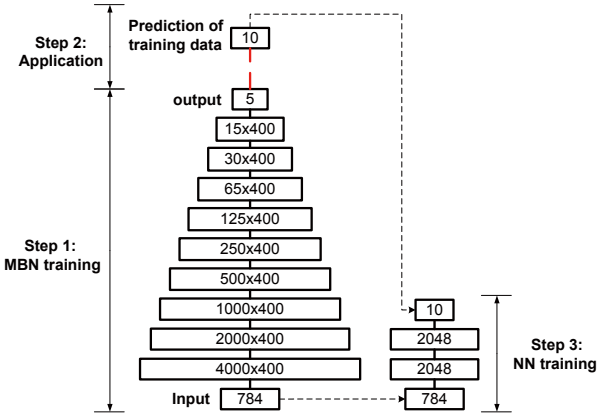 Step 2:
Application
Prediction of
training data
10
output
5
15x400
30x400
65x400
125x400
250x400
500x400
1000x400
2000x400
4000x400
Input
784
Step 1:
MBN training
10
2048
2048
784
Step 3:
NN training